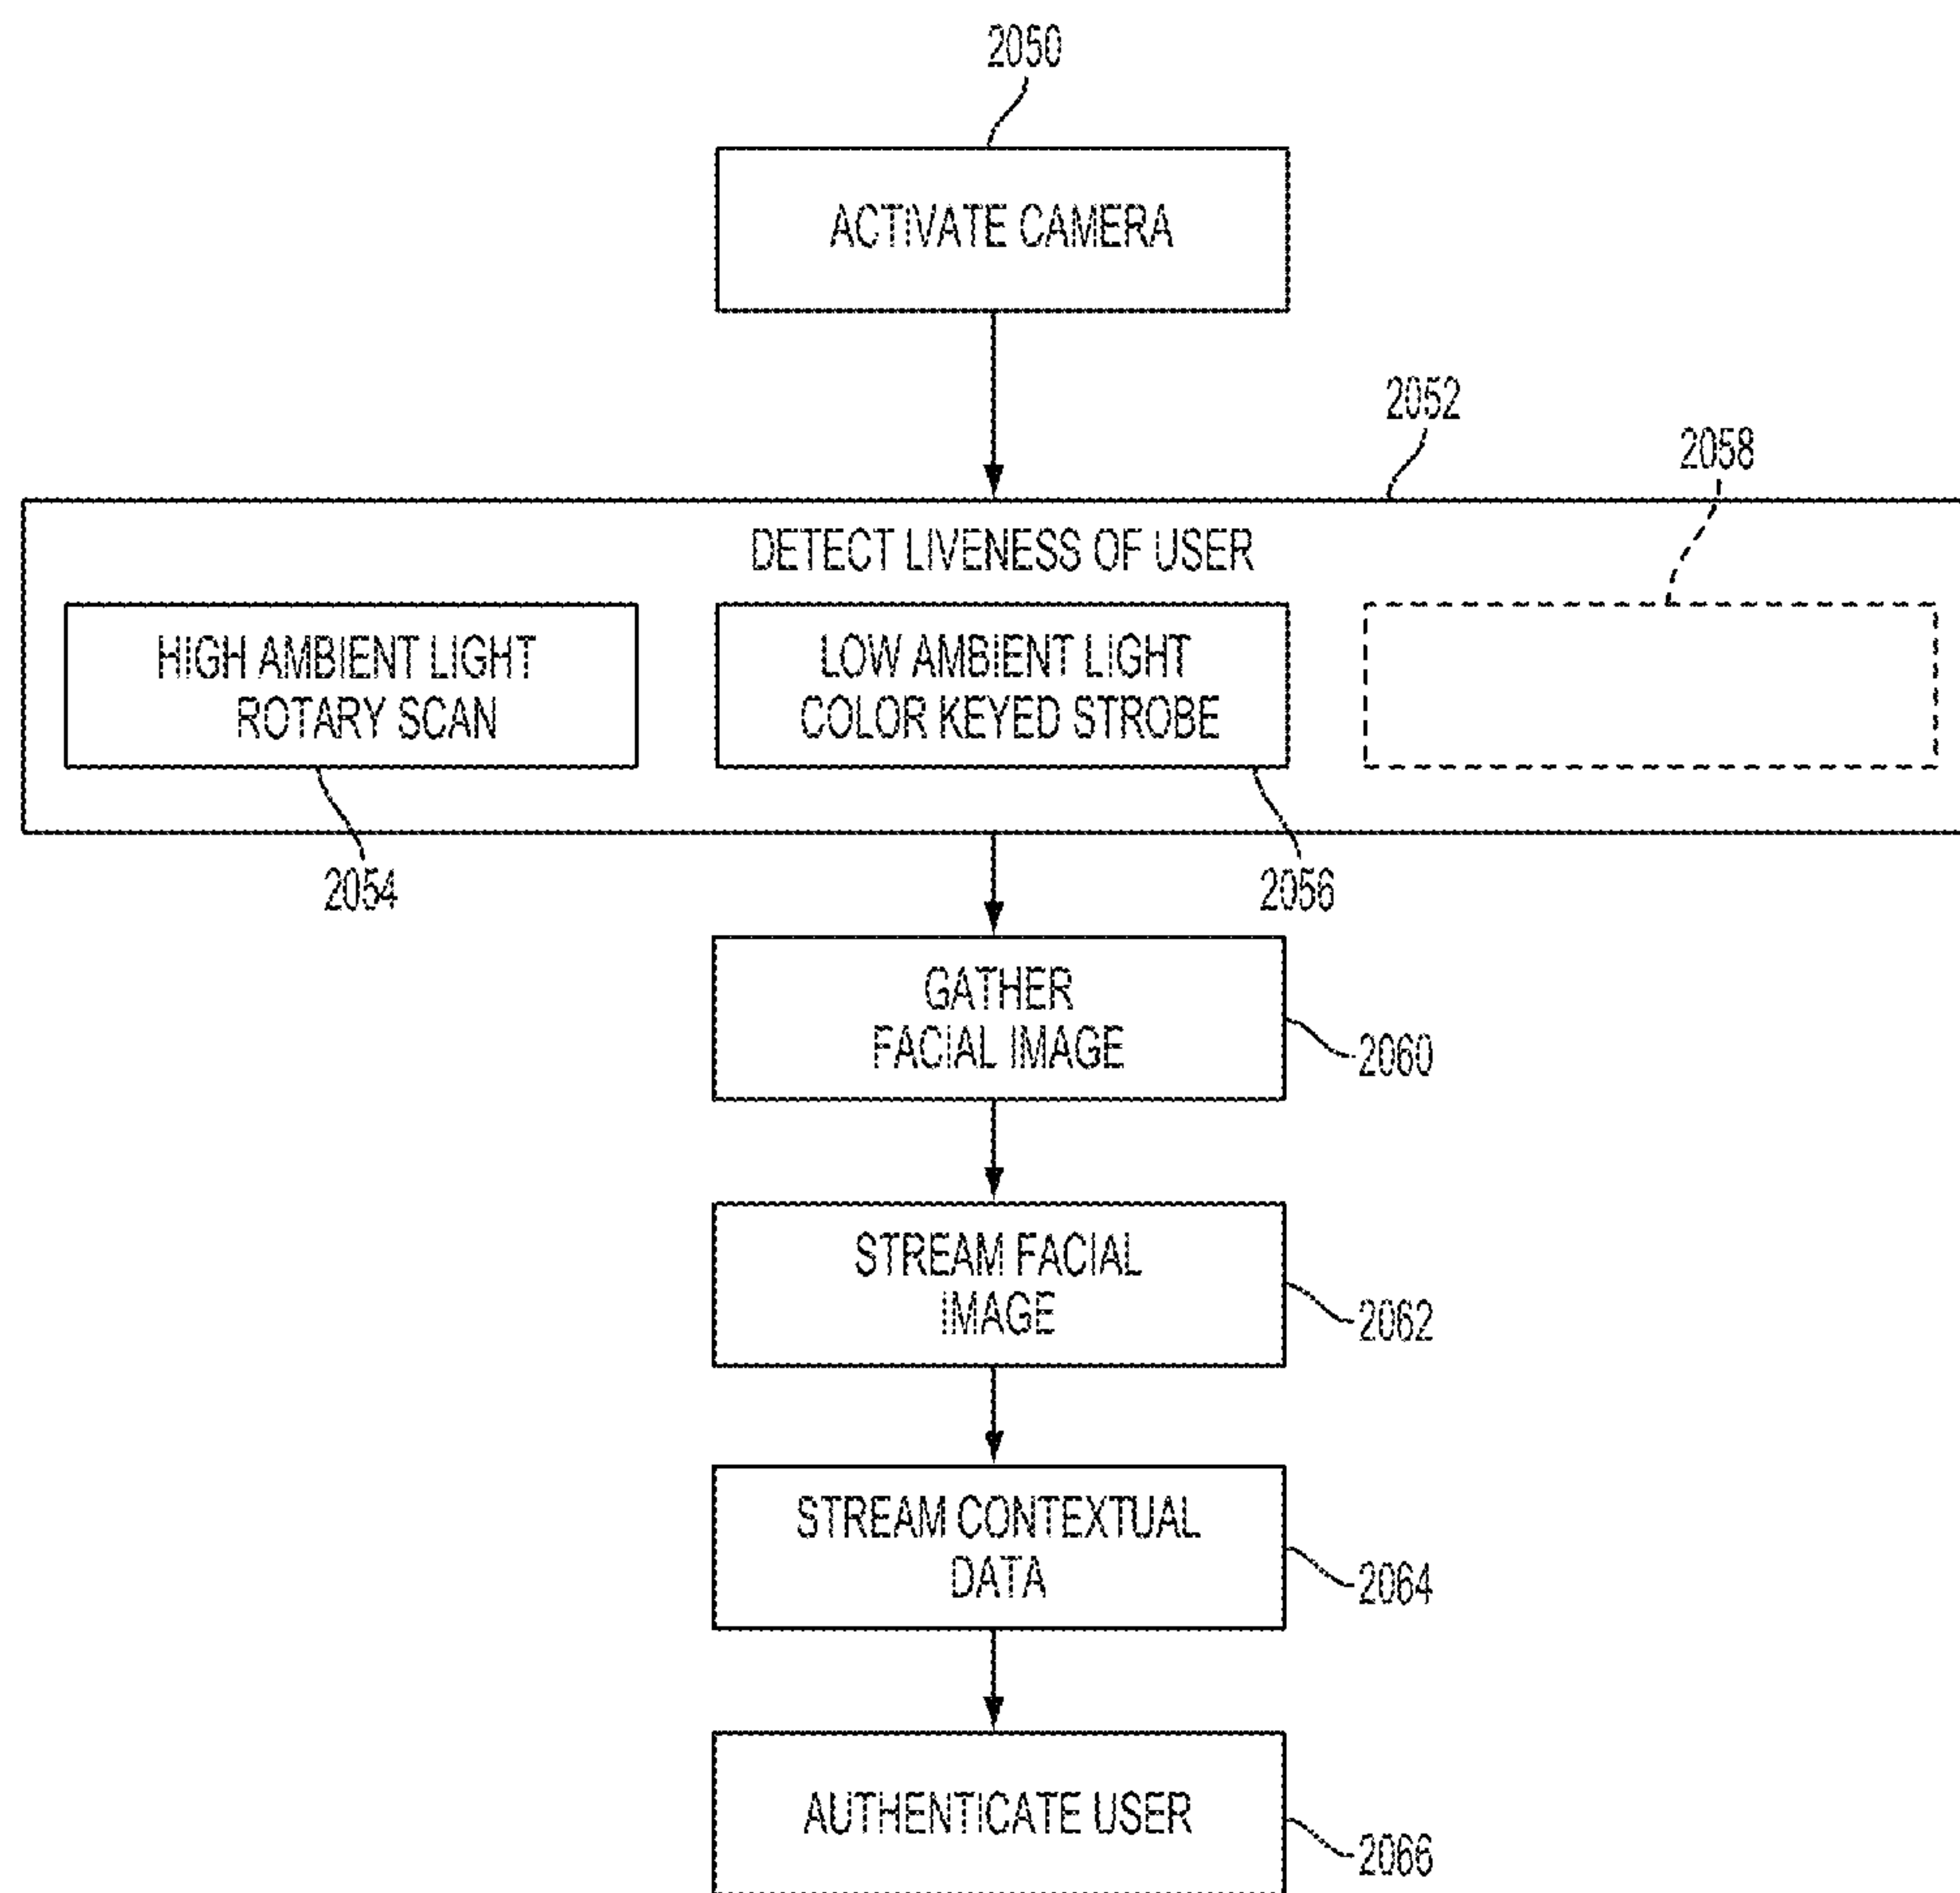 2050
ACTIVATE CAMERA
2052
2058
DETECT LIVENESS OF USER
HIGH AMBIENT LIGHT
ROTARY SCAN
LOW AMBIENT LIGHT
COLOR KEYED STROBE
2054
2056
GATHER
FACIAL IMAGE
2060
STREAM FACIAL
IMAGE
2062
STREAM CONTEXTUAL
DATA
2064
AUTHENTICATE USER
2066